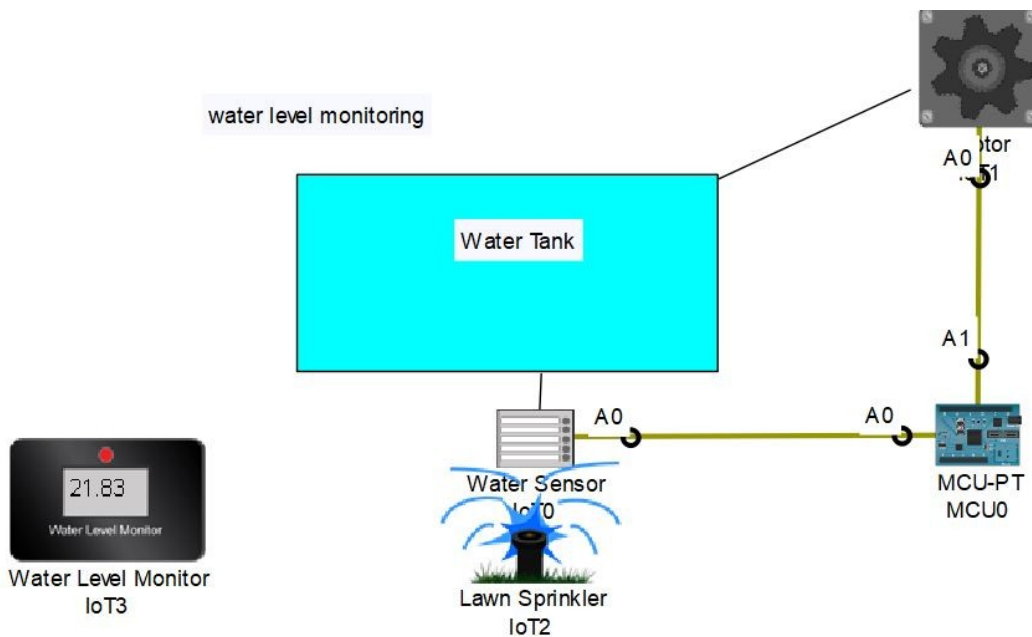 water level monitoring
Water Tank
A0
A1
A0
A0
Water Sensor
IoT0
MCU-PT
MCU0
21.83
Water Level Monitor
Water Level Monitor
IoT3
Lawn Sprinkler
IoT2